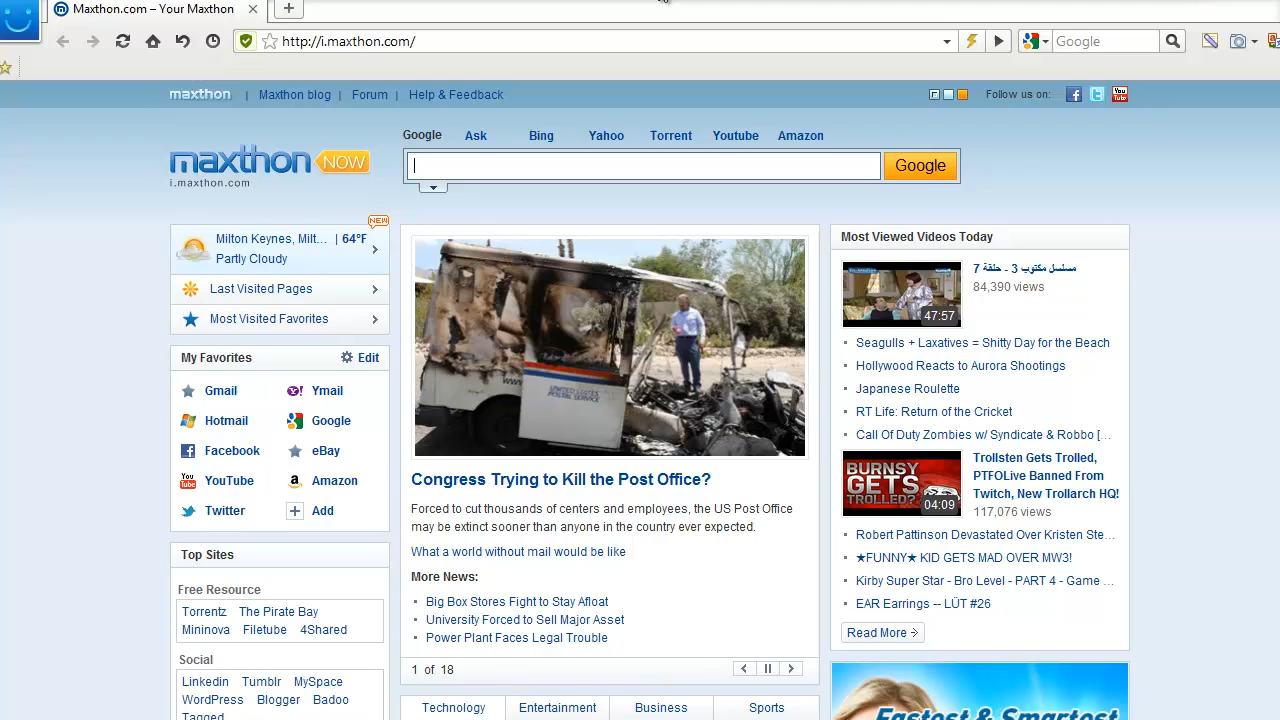 Maxthon.com – Your Maxthon
http://i.maxthon.com/
Google
maxthon | Maxthon blog | Forum | Help & Feedback
Follow us on:
Google Ask Bing Yahoo Torrent Youtube Amazon
maxthon NOW
i.maxthon.com
Google
NEW
Milton Keynes, Milt... | 64°F
Partly Cloudy
Last Visited Pages
Most Visited Favorites
My Favorites Edit
Gmail Ymail
Hotmail Google
Facebook eBay
YouTube Amazon
Twitter Add
Top Sites
Free Resource
Torrentz The Pirate Bay
Mininova Filetube 4Shared
Social
Linkedin Tumblr MySpace
WordPress Blogger Badoo
Tagged
UNITED STATES
POSTAL SERVICE
www
Congress Trying to Kill the Post Office?
Forced to cut thousands of centers and employees, the US Post Office
may be extinct sooner than anyone in the country ever expected.
What a world without mail would be like
More News:
Big Box Stores Fight to Stay Afloat
University Forced to Sell Major Asset
Power Plant Faces Legal Trouble
1 of 18
Technology Entertainment Business Sports
Most Viewed Videos Today
مسلسل مكتوب 3 - حلقة 7
84,390 views
47:57
Seagulls + Laxatives = Shitty Day for the Beach
Hollywood Reacts to Aurora Shootings
Japanese Roulette
RT Life: Return of the Cricket
Call Of Duty Zombies w/ Syndicate & Robbo [...
BURNSY
GETS
TROLLED?
04:09
Trollsten Gets Trolled,
PTFOLive Banned From
Twitch, New Trollarch HQ!
117,076 views
Robert Pattinson Devastated Over Kristen Ste...
★FUNNY★ KID GETS MAD OVER MW3!
Kirby Super Star - Bro Level - PART 4 - Game ...
EAR Earrings -- LÜT #26
Read More
Fastest & Smartest